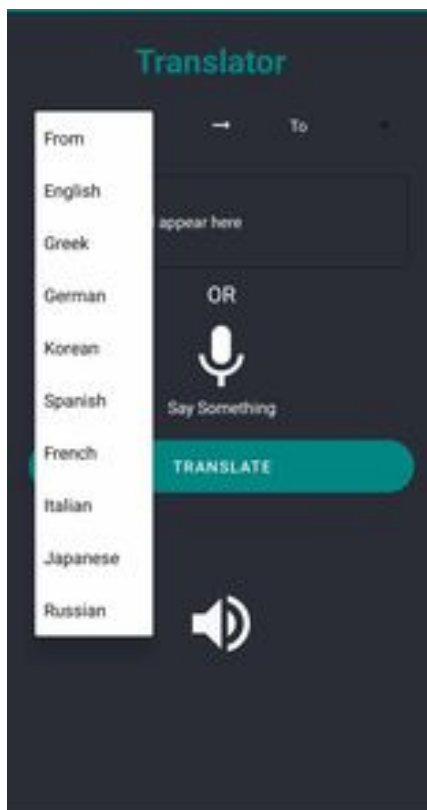 Translator
From
→ To
English
appear here
Greek
German
OR
Korean
Spanish
Say Something
French
TRANSLATE
Italian
Japanese
Russian